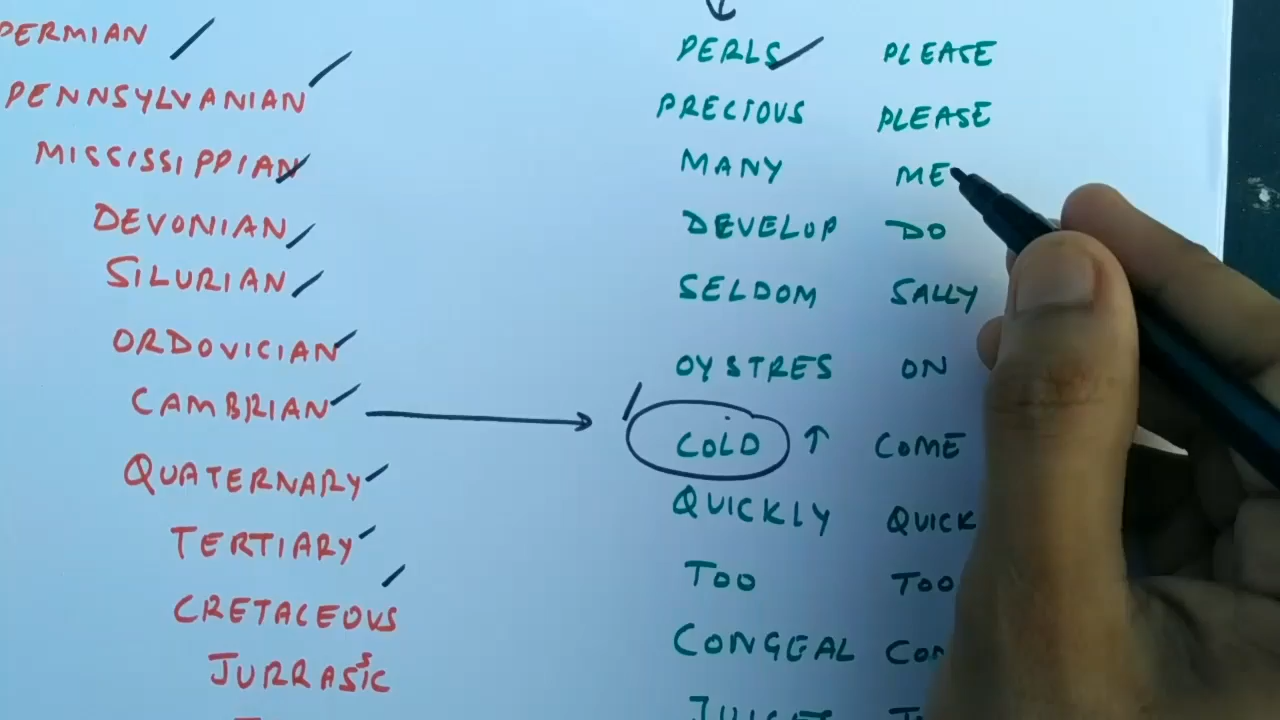 PERMIAN
PENNSYLVANIAN
MISSISSIPPIAN
DEVONIAN
SILURIAN
ORDOVICIAN
CAMBRIAN
QUATERNARY
TERTIARY
CRETACEOUS
JURRASSIC
PERLS PLEASE
PRECIOUS PLEASE
MANY ME
DEVELOP DO
SELDOM SALLY
OYSTRES ON
COLD COME
QUICKLY QUICK
TOO TOO
CONGEAL